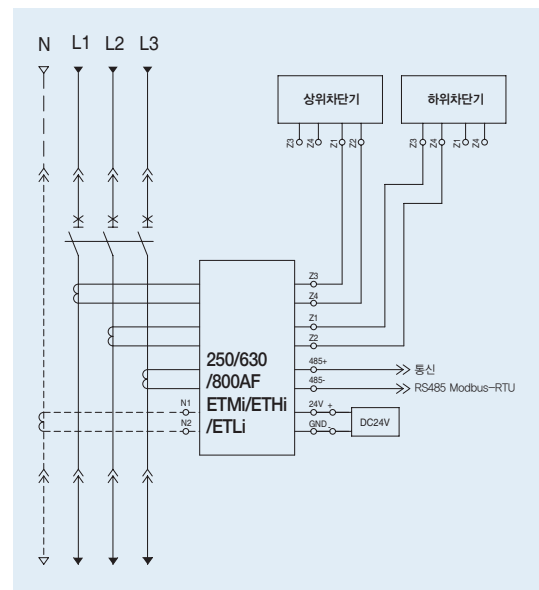 N L1 L2 L3
상위차단기
하위차단기
Z3 Z4 Z1 Z2
Z3 Z4 Z1 Z4
Z3
Z4
Z1
Z2
250/630
/800AF
ETMi/ETHi
/ETLi
485+
통신
485-
RS485 Modbus-RTU
N1
N2
24V +
GND -
DC24V